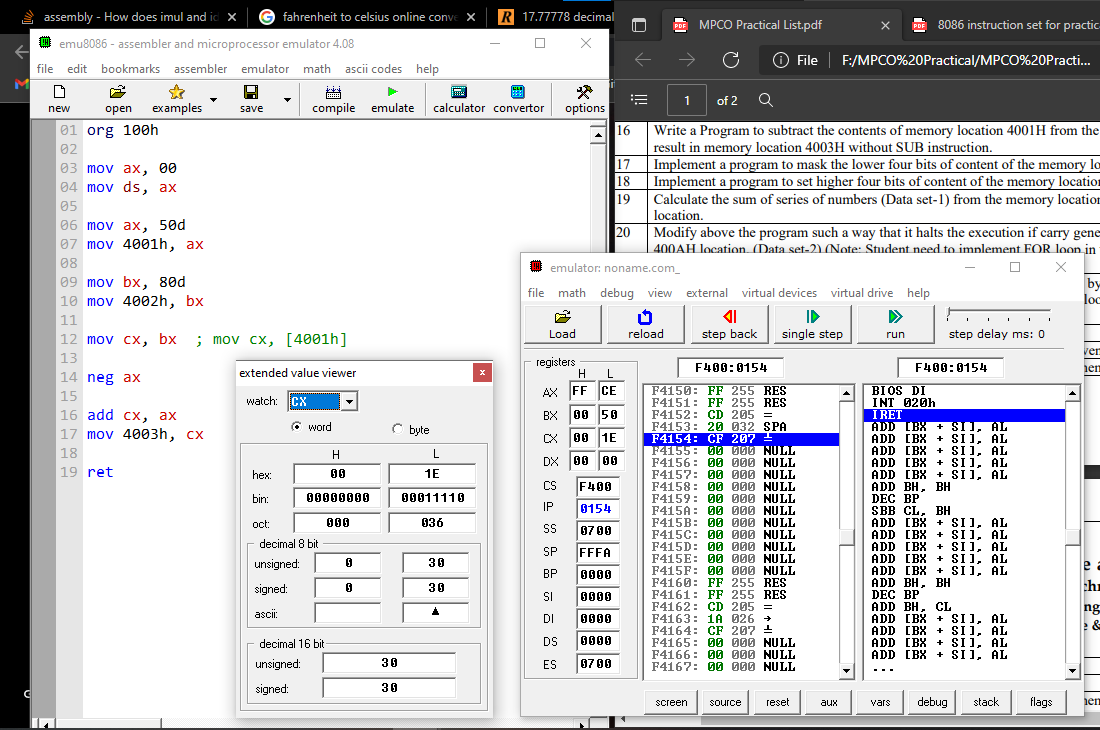 assembly - How does imul and id
fahrenheit to celsius online conve
17.77778 decimal
MPCO Practical List.pdf
8086 instruction set for practica
File
F:/MPCO%20Practical/MPCO%20Practi...
1 of 2
16 Write a Program to subtract the contents of memory location 4001H from the
result in memory location 4003H without SUB instruction.
17 Implement a program to mask the lower four bits of content of the memory lo
18 Implement a program to set higher four bits of content of the memory location
19 Calculate the sum of series of numbers (Data set-1) from the memory location
location.
20 Modify above the program such a way that it halts the execution if carry gene
400AH location. (Data set-2) (Note: Student need to implement FOR loop in
emu8086 - assembler and microprocessor emulator 4.08
file edit bookmarks assembler emulator math ascii codes help
new open examples save compile emulate calculator convertor options
01 org 100h
02
03 mov ax, 00
04 mov ds, ax
05
06 mov ax, 50d
07 mov 4001h, ax
08
09 mov bx, 80d
10 mov 4002h, bx
11
12 mov cx, bx ; mov cx, [4001h]
13
14 neg ax
15
16 add cx, ax
17 mov 4003h, cx
18
19 ret
extended value viewer
watch: CX
word byte
H L
hex: 00 1E
bin: 00000000 00011110
oct: 000 036
decimal 8 bit
unsigned: 0 30
signed: 0 30
ascii: ▲
decimal 16 bit
unsigned: 30
signed: 30
emulator: noname.com_
file math debug view external virtual devices virtual drive help
Load reload step back single step run step delay ms: 0
registers
H L
AX FF CE
BX 00 50
CX 00 1E
DX 00 00
CS F400
IP 0154
SS 0700
SP FFFA
BP 0000
SI 0000
DI 0000
DS 0000
ES 0700
F400:0154
F4150: FF 255 RES
F4151: FF 255 RES
F4152: CD 205 =
F4153: 20 032 SPA
F4154: CF 207 ╧
F4155: 00 000 NULL
F4156: 00 000 NULL
F4157: 00 000 NULL
F4158: 00 000 NULL
F4159: 00 000 NULL
F415A: 00 000 NULL
F415B: 00 000 NULL
F415C: 00 000 NULL
F415D: 00 000 NULL
F415E: 00 000 NULL
F415F: 00 000 NULL
F4160: FF 255 RES
F4161: FF 255 RES
F4162: CD 205 =
F4163: 1A 026 →
F4164: CF 207 ╧
F4165: 00 000 NULL
F4166: 00 000 NULL
F4167: 00 000 NULL
F400:0154
BIOS DI
INT 020h
IRET
ADD [BX + SI], AL
ADD [BX + SI], AL
ADD [BX + SI], AL
ADD [BX + SI], AL
ADD [BX + SI], AL
ADD BH, BH
DEC BP
SBB CL, BH
ADD [BX + SI], AL
ADD [BX + SI], AL
ADD [BX + SI], AL
ADD [BX + SI], AL
ADD [BX + SI], AL
ADD BH, BH
DEC BP
ADD BH, CL
ADD [BX + SI], AL
ADD [BX + SI], AL
ADD [BX + SI], AL
ADD [BX + SI], AL
...
screen source reset aux vars debug stack flags